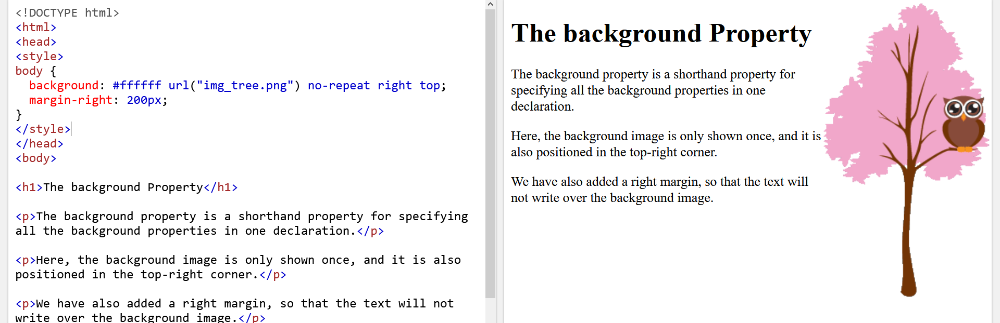 <!DOCTYPE html>
<html>
<head>
<style>
body {
  background: #ffffff url("img_tree.png") no-repeat right top;
  margin-right: 200px;
}
</style>
</head>
<body>
<h1>The background Property</h1>
<p>The background property is a shorthand property for specifying
all the background properties in one declaration.</p>
<p>Here, the background image is only shown once, and it is also
positioned in the top-right corner.</p>
<p>We have also added a right margin, so that the text will not
write over the background image.</p>
The background Property
The background property is a shorthand property for
specifying all the background properties in one
declaration.
Here, the background image is only shown once, and it is
also positioned in the top-right corner.
We have also added a right margin, so that the text will
not write over the background image.